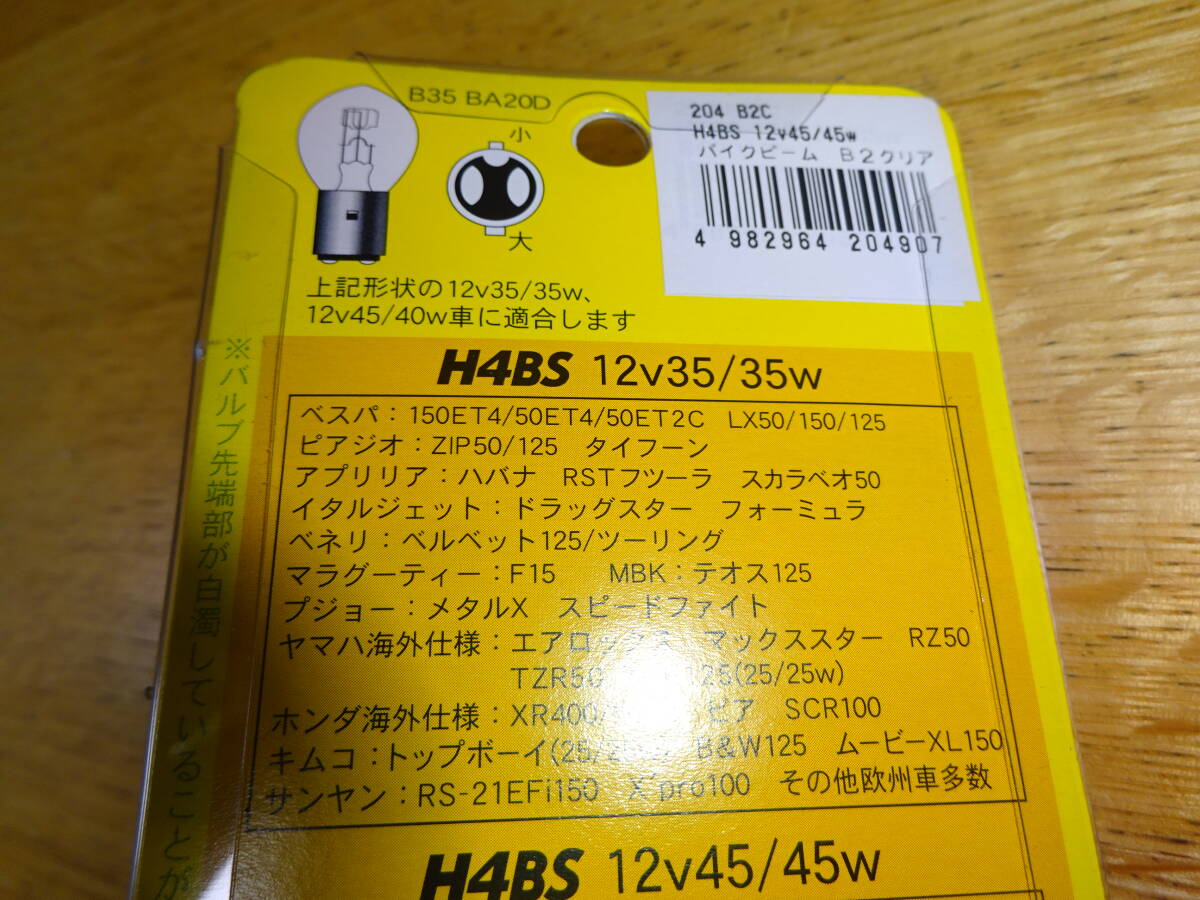 B35 BA20D
小
大
204 B2C
H4BS 12v45/45w
バイクビーム B2クリア
4 982964 204907
上記形状の12v35/35w、
12v45/40w車に適合します
※バルブ先端部が白濁していることが
H4BS 12v35/35w
ベスパ：150ET4/50ET4/50ET2C LX50/150/125
ピアジオ：ZIP50/125 タイフーン
アプリリア：ハバナ RSTフツーラ スカラベオ50
イタルジェット：ドラッグスター フォーミュラ
ベネリ：ベルベット125/ツーリング
マラグーティー：F15 MBK：テオス125
プジョー：メタルX スピードファイト
ヤマハ海外仕様：エアロックス マックススター RZ50
TZR50 125(25/25w)
ホンダ海外仕様：XR400/ ピア SCR100
キムコ：トップボーイ(25/25w) B&W125 ムービーXL150
サンヤン：RS-21EFi150 X'pro100 その他欧州車多数
H4BS 12v45/45w